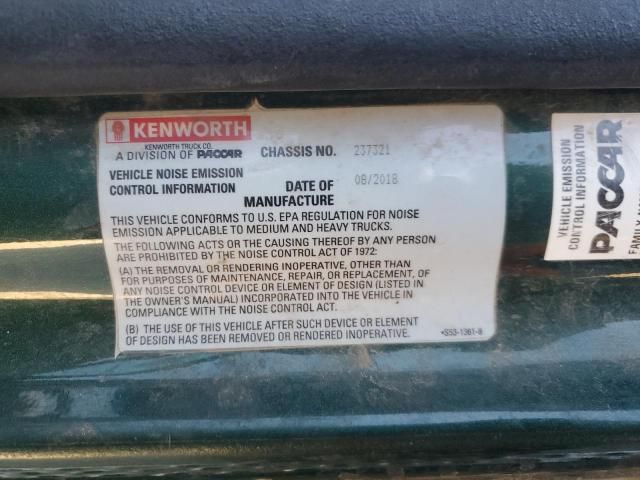 KENWORTH
KENWORTH TRUCK CO.
A DIVISION OF PACCAR
CHASSIS NO. 237321
VEHICLE NOISE EMISSION
CONTROL INFORMATION
DATE OF
MANUFACTURE
08/2018
THIS VEHICLE CONFORMS TO U.S. EPA REGULATION FOR NOISE
EMISSION APPLICABLE TO MEDIUM AND HEAVY TRUCKS.
THE FOLLOWING ACTS OR THE CAUSING THEREOF BY ANY PERSON
ARE PROHIBITED BY THE NOISE CONTROL ACT OF 1972:
(A) THE REMOVAL OR RENDERING INOPERATIVE, OTHER THAN
FOR PURPOSES OF MAINTENANCE, REPAIR, OR REPLACEMENT, OF
ANY NOISE CONTROL DEVICE OR ELEMENT OF DESIGN (LISTED IN
THE OWNER'S MANUAL) INCORPORATED INTO THE VEHICLE IN
COMPLIANCE WITH THE NOISE CONTROL ACT.
(B) THE USE OF THIS VEHICLE AFTER SUCH DEVICE OR ELEMENT
OF DESIGN HAS BEEN REMOVED OR RENDERED INOPERATIVE.
•S53-1361-8
VEHICLE EMISSION
CONTROL INFORMATION
PACCAR